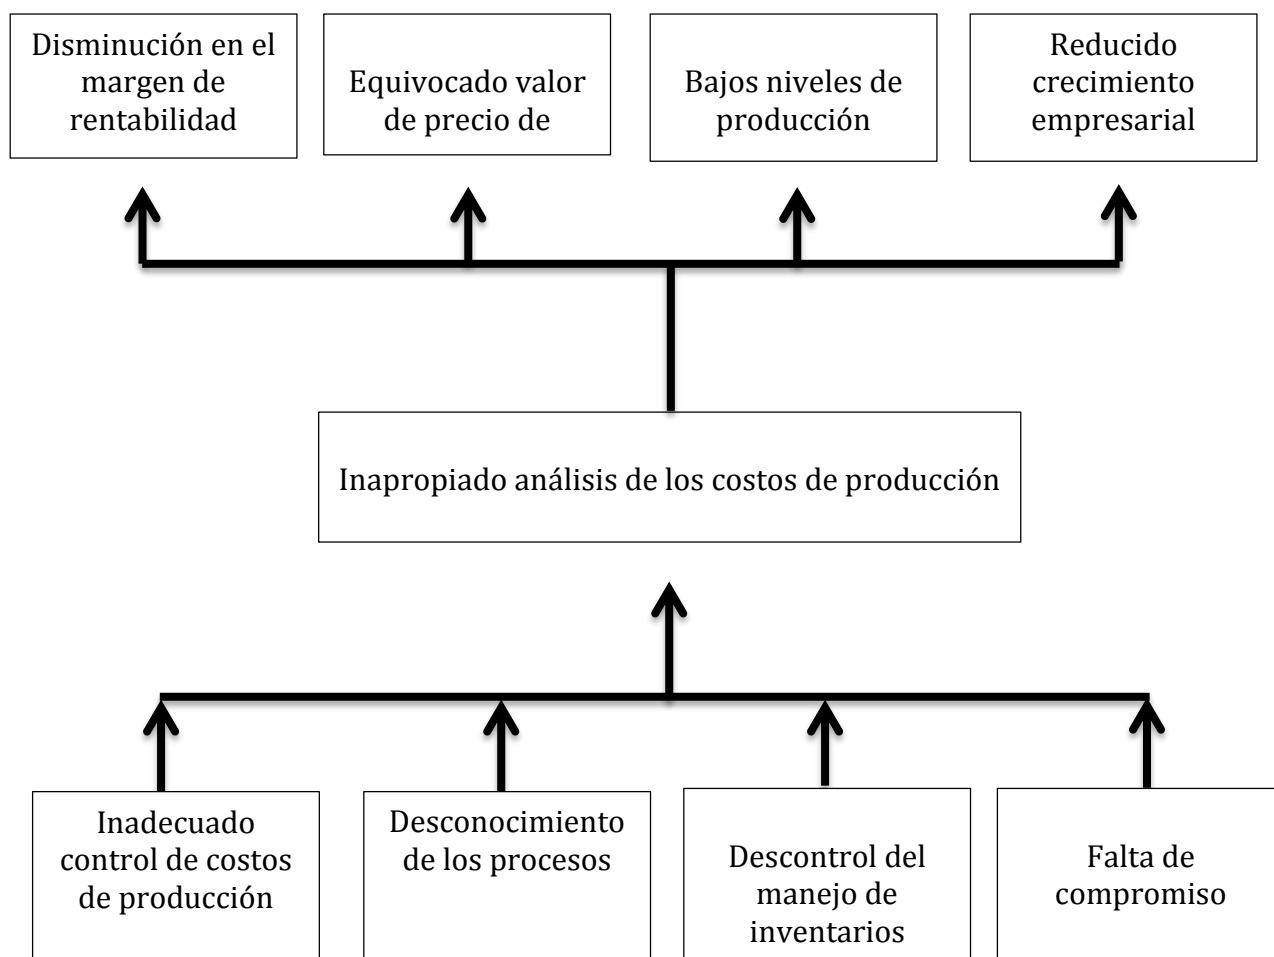 Disminución en el
margen de
rentabilidad
Equivocado valor
de precio de
Bajos niveles de
producción
Reducido
crecimiento
empresarial
Inapropiado análisis de los costos de producción
Inadecuado
control de costos
de producción
Desconocimiento
de los procesos
Descontrol del
manejo de
inventarios
Falta de
compromiso